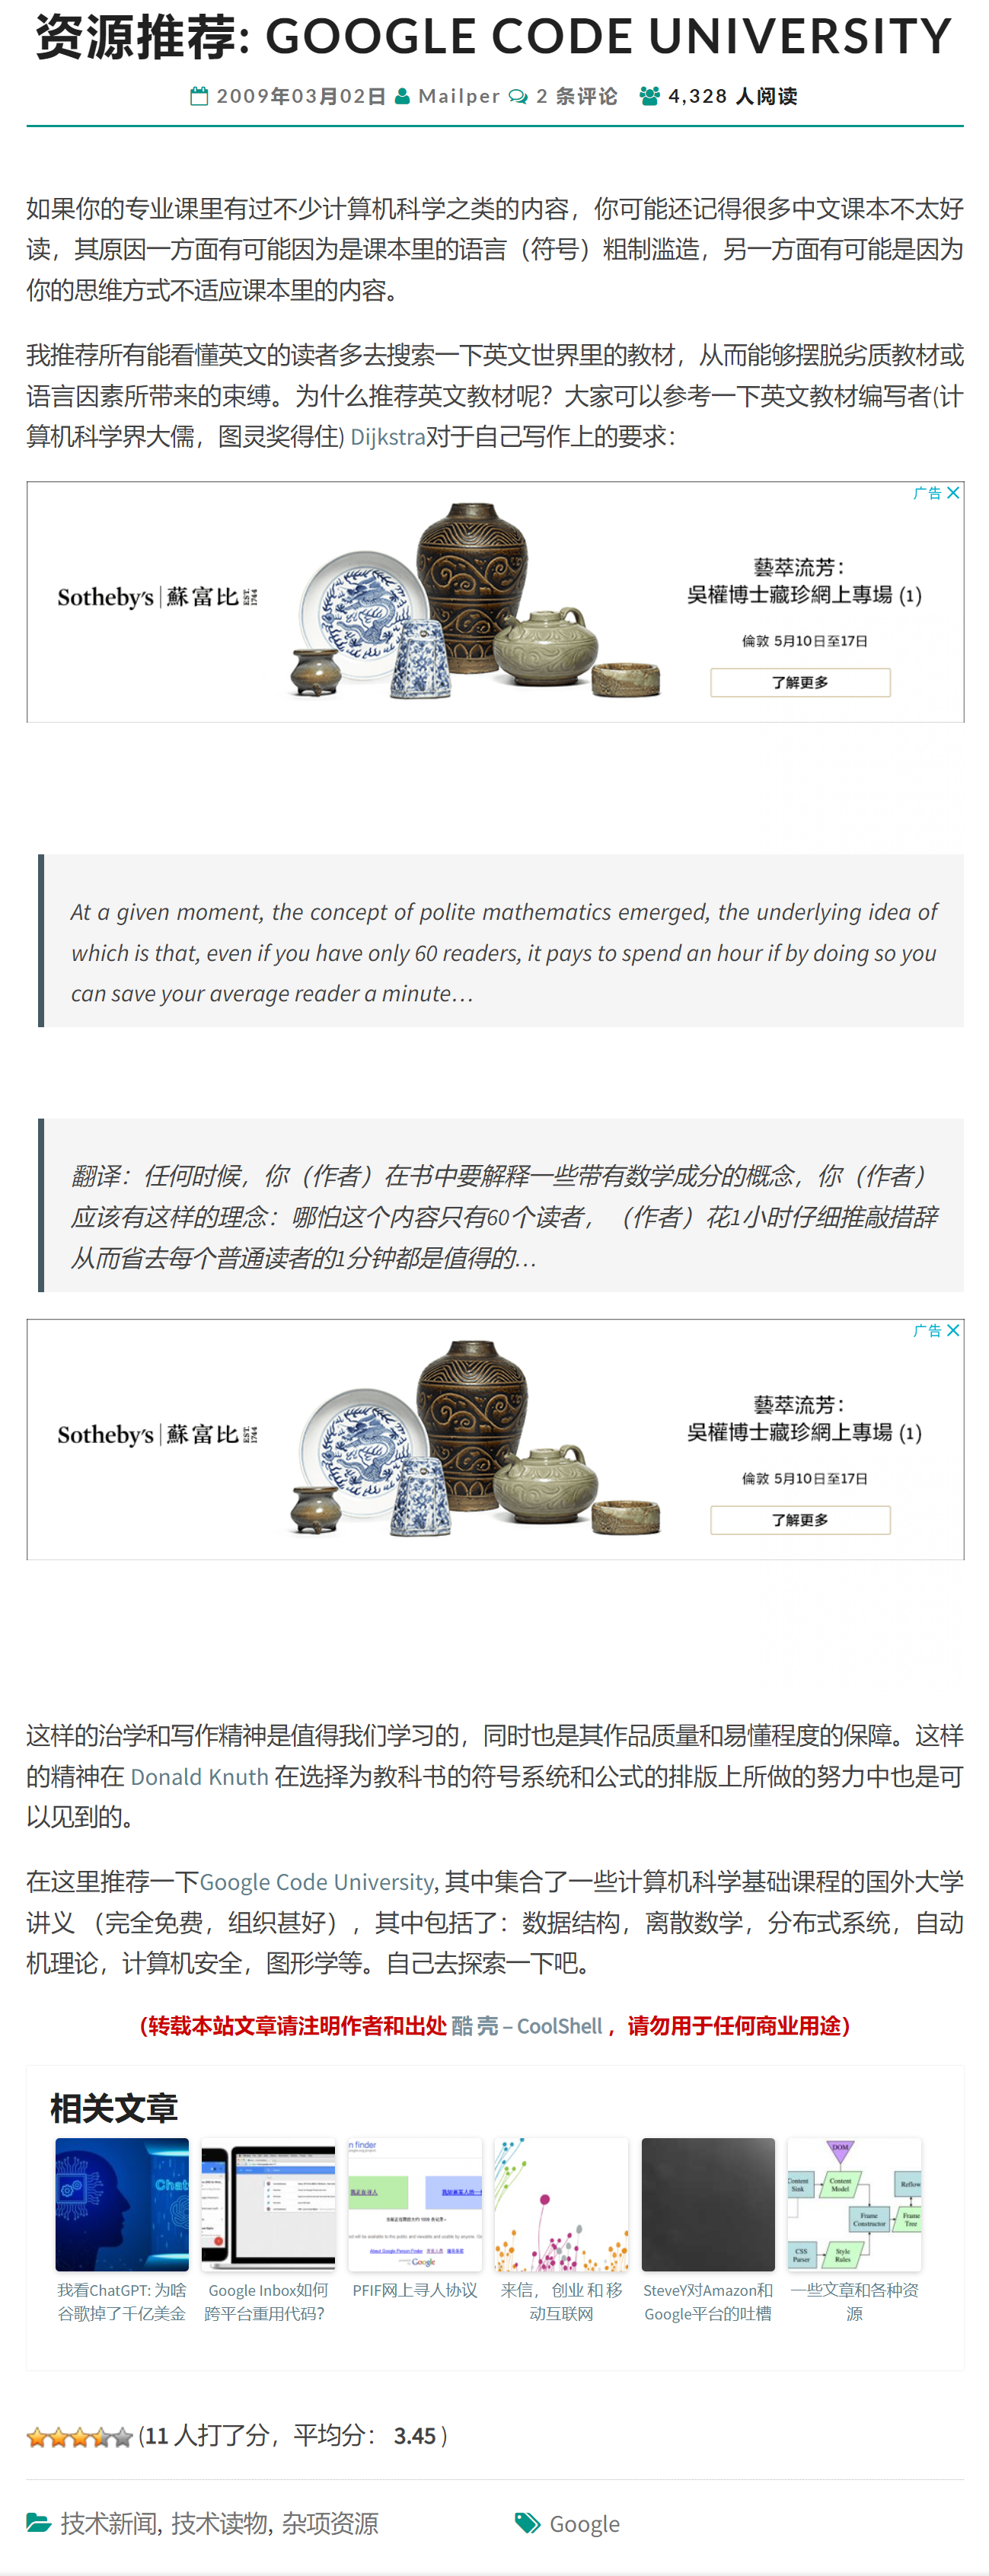 资源推荐: GOOGLE CODE UNIVERSITY
2009年03月02日 Mailper 2 条评论 4,328 人阅读
如果你的专业课里有过不少计算机科学之类的内容，你可能还记得很多中文课本不太好
读，其原因一方面有可能因为是课本里的语言（符号）粗制滥造，另一方面有可能是因为
你的思维方式不适应课本里的内容。
我推荐所有能看懂英文的读者多去搜索一下英文世界里的教材，从而能够摆脱劣质教材或
语言因素所带来的束缚。为什么推荐英文教材呢？大家可以参考一下英文教材编写者(计
算机科学界大儒，图灵奖得住) Dijkstra对于自己写作上的要求：
广告
Sotheby's 蘇富比 EST. 1744
藝萃流芳：
吳權博士藏珍網上專場 (1)
倫敦 5月10日至17日
了解更多
At a given moment, the concept of polite mathematics emerged, the underlying idea of
which is that, even if you have only 60 readers, it pays to spend an hour if by doing so you
can save your average reader a minute…
翻译：任何时候，你（作者）在书中要解释一些带有数学成分的概念，你（作者）
应该有这样的理念：哪怕这个内容只有60个读者，（作者）花1小时仔细推敲措辞
从而省去每个普通读者的1分钟都是值得的…
广告
Sotheby's 蘇富比 EST. 1744
藝萃流芳：
吳權博士藏珍網上專場 (1)
倫敦 5月10日至17日
了解更多
这样的治学和写作精神是值得我们学习的，同时也是其作品质量和易懂程度的保障。这样
的精神在 Donald Knuth 在选择为教科书的符号系统和公式的排版上所做的努力中也是可
以见到的。
在这里推荐一下Google Code University, 其中集合了一些计算机科学基础课程的国外大学
讲义 （完全免费，组织甚好），其中包括了：数据结构，离散数学，分布式系统，自动
机理论，计算机安全，图形学等。自己去探索一下吧。
（转载本站文章请注明作者和出处 酷 壳 – CoolShell ，请勿用于任何商业用途）
相关文章
Chat
n finder
我正在寻人
Google
DOM
Content
Sink
Content
Model
Reflow
Frame
Constructor
Frame
Tree
CSS
Parser
Style
Rules
我看ChatGPT: 为啥
谷歌掉了千亿美金
Google Inbox如何
跨平台重用代码？
PFIF网上寻人协议
来信， 创业 和 移
动互联网
SteveY对Amazon和
Google平台的吐槽
一些文章和各种资
源
(11 人打了分，平均分： 3.45 )
技术新闻, 技术读物, 杂项资源
Google